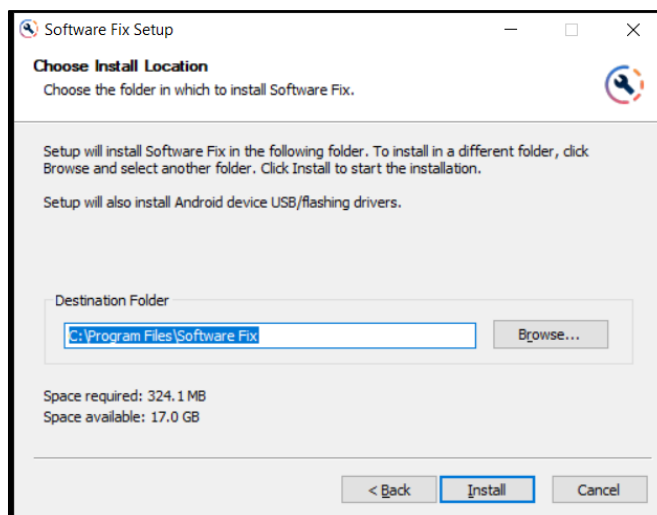 Software Fix Setup
Choose Install Location
Choose the folder in which to install Software Fix.
Setup will install Software Fix in the following folder. To install in a different folder, click
Browse and select another folder. Click Install to start the installation.
Setup will also install Android device USB/flashing drivers.
Destination Folder
C:\Program Files\Software Fix
Browse...
Space required: 324.1 MB
Space available: 17.0 GB
< Back
Install
Cancel